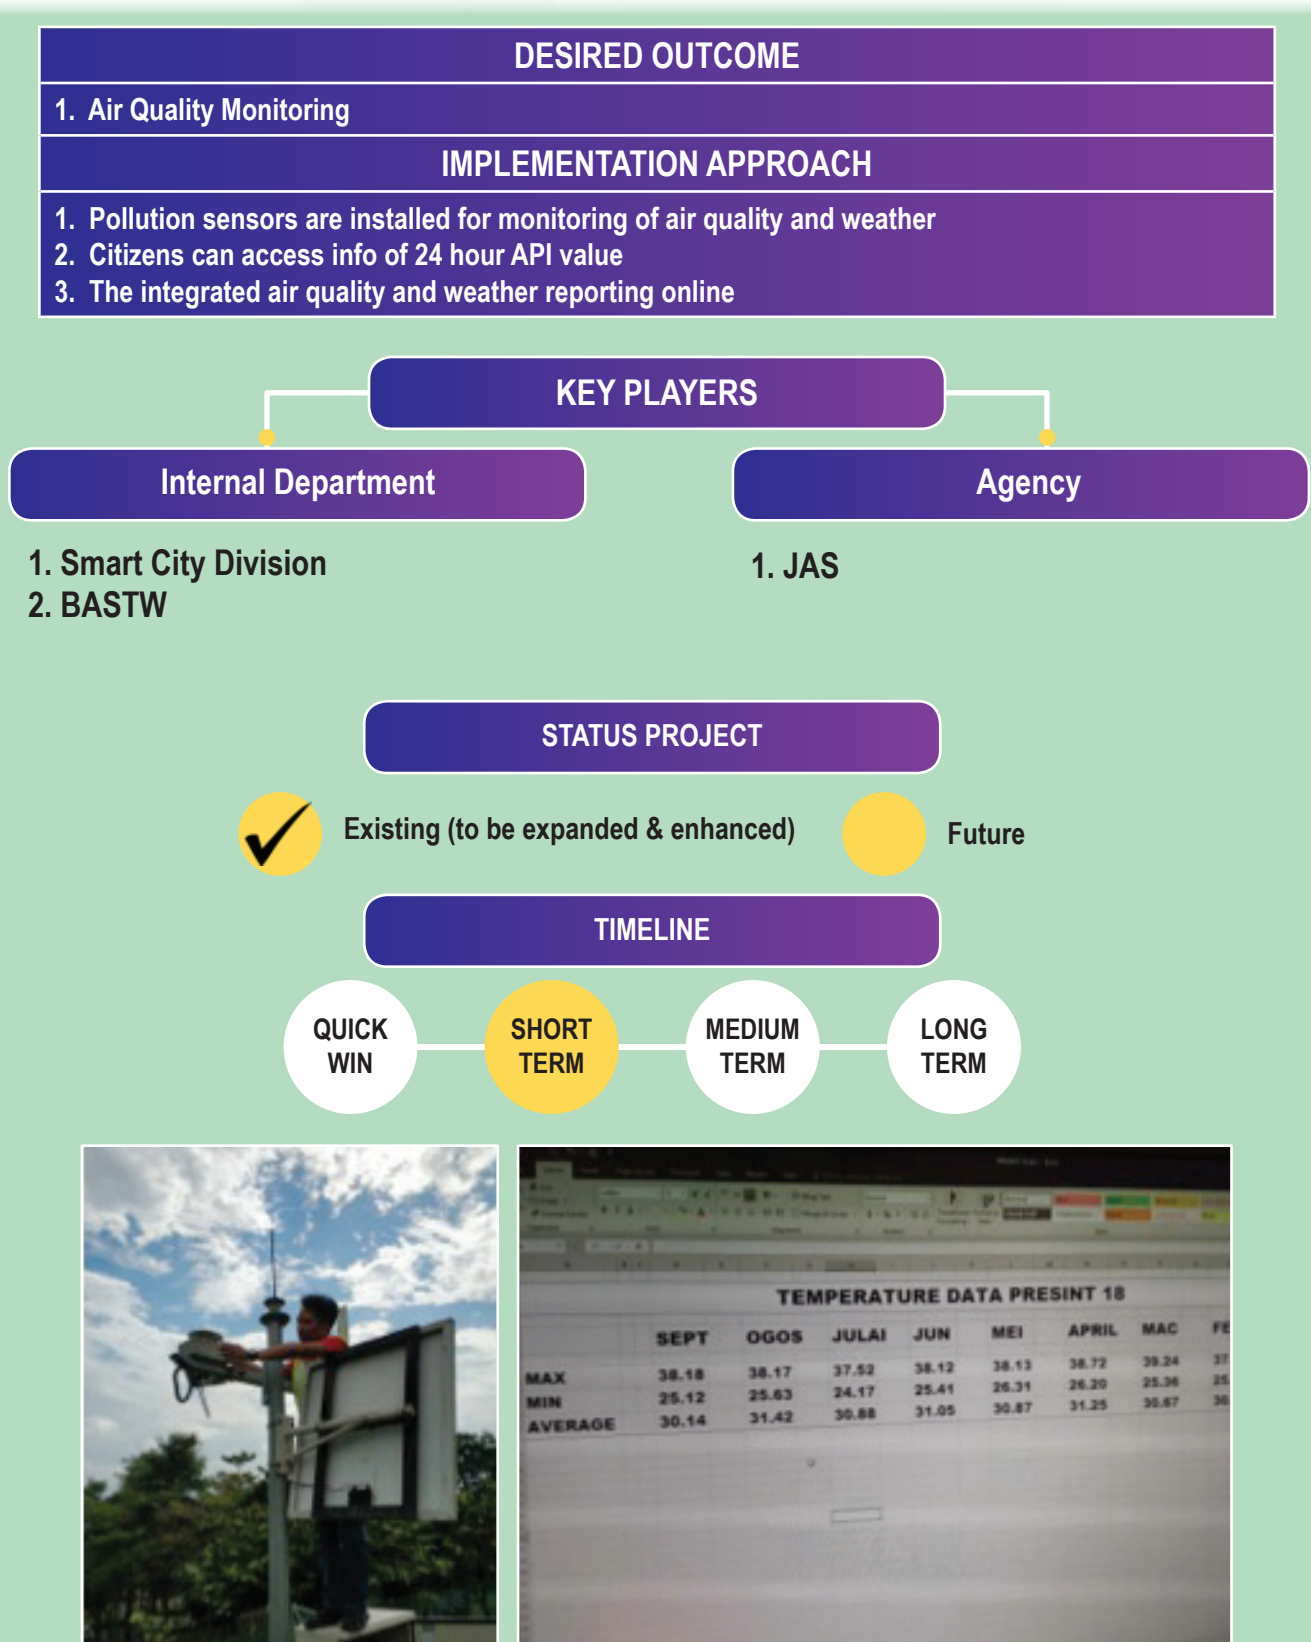 DESIRED OUTCOME
1. Air Quality Monitoring
IMPLEMENTATION APPROACH
1. Pollution sensors are installed for monitoring of air quality and weather
2. Citizens can access info of 24 hour API value
3. The integrated air quality and weather reporting online
KEY PLAYERS
Internal Department
Agency
1. Smart City Division
2. BASTW
1. JAS
STATUS PROJECT
Existing (to be expanded & enhanced)
Future
TIMELINE
QUICK
WIN
SHORT
TERM
MEDIUM
TERM
LONG
TERM
TEMPERATURE DATA PRESINT 18
SEPT OGOS JULAI JUN MEI APRIL MAC
MAX 38.18 38.17 37.52 38.12 38.13 38.72 39.24
MIN 25.12 25.63 24.17 25.41 26.31 26.20 25.36
AVERAGE 30.14 31.42 30.88 31.05 30.87 31.25 30.67